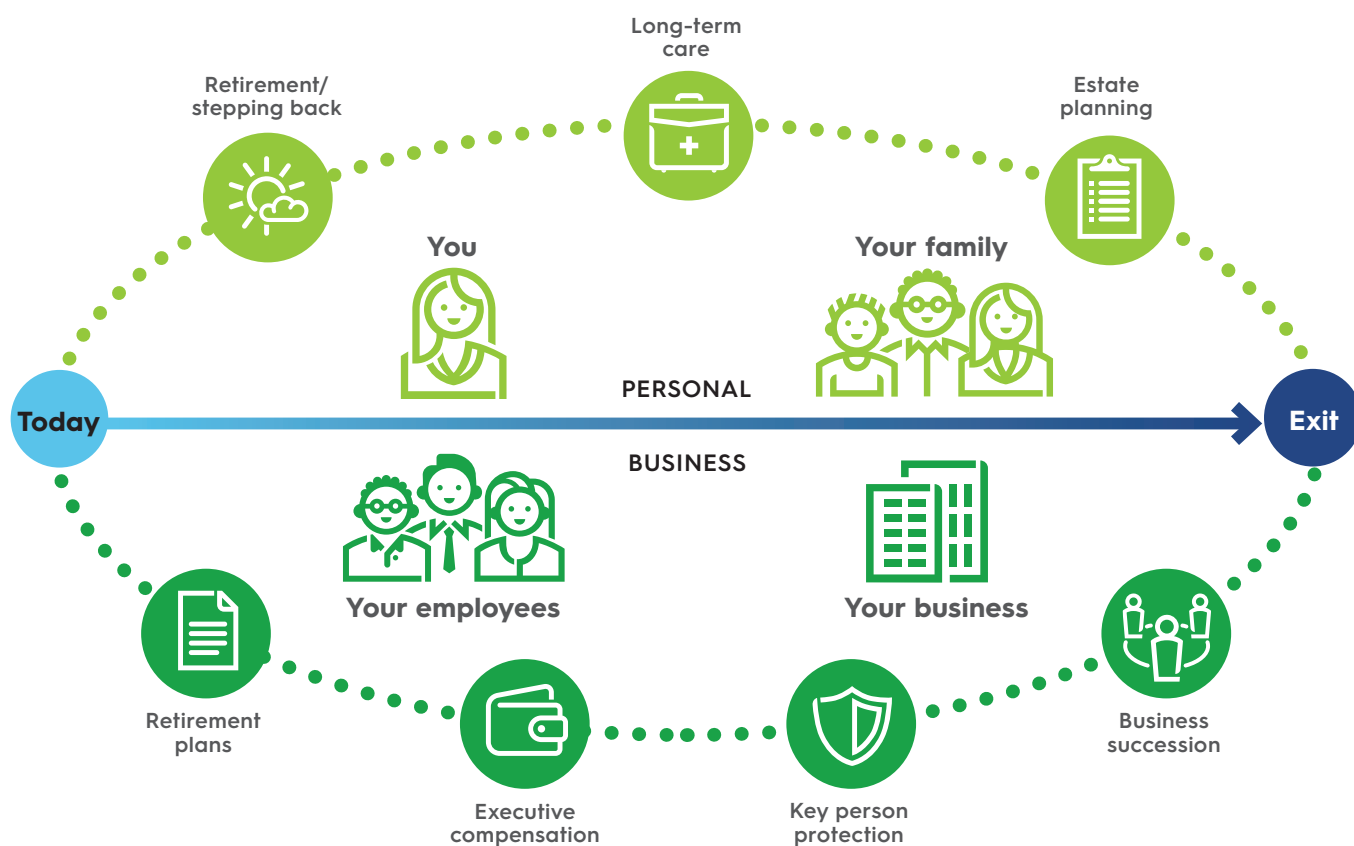 Long-term
care
Retirement/
stepping back
Estate
planning
You
Your family
PERSONAL
Today
Exit
BUSINESS
Your employees
Your business
Retirement
plans
Business
succession
Executive
compensation
Key person
protection